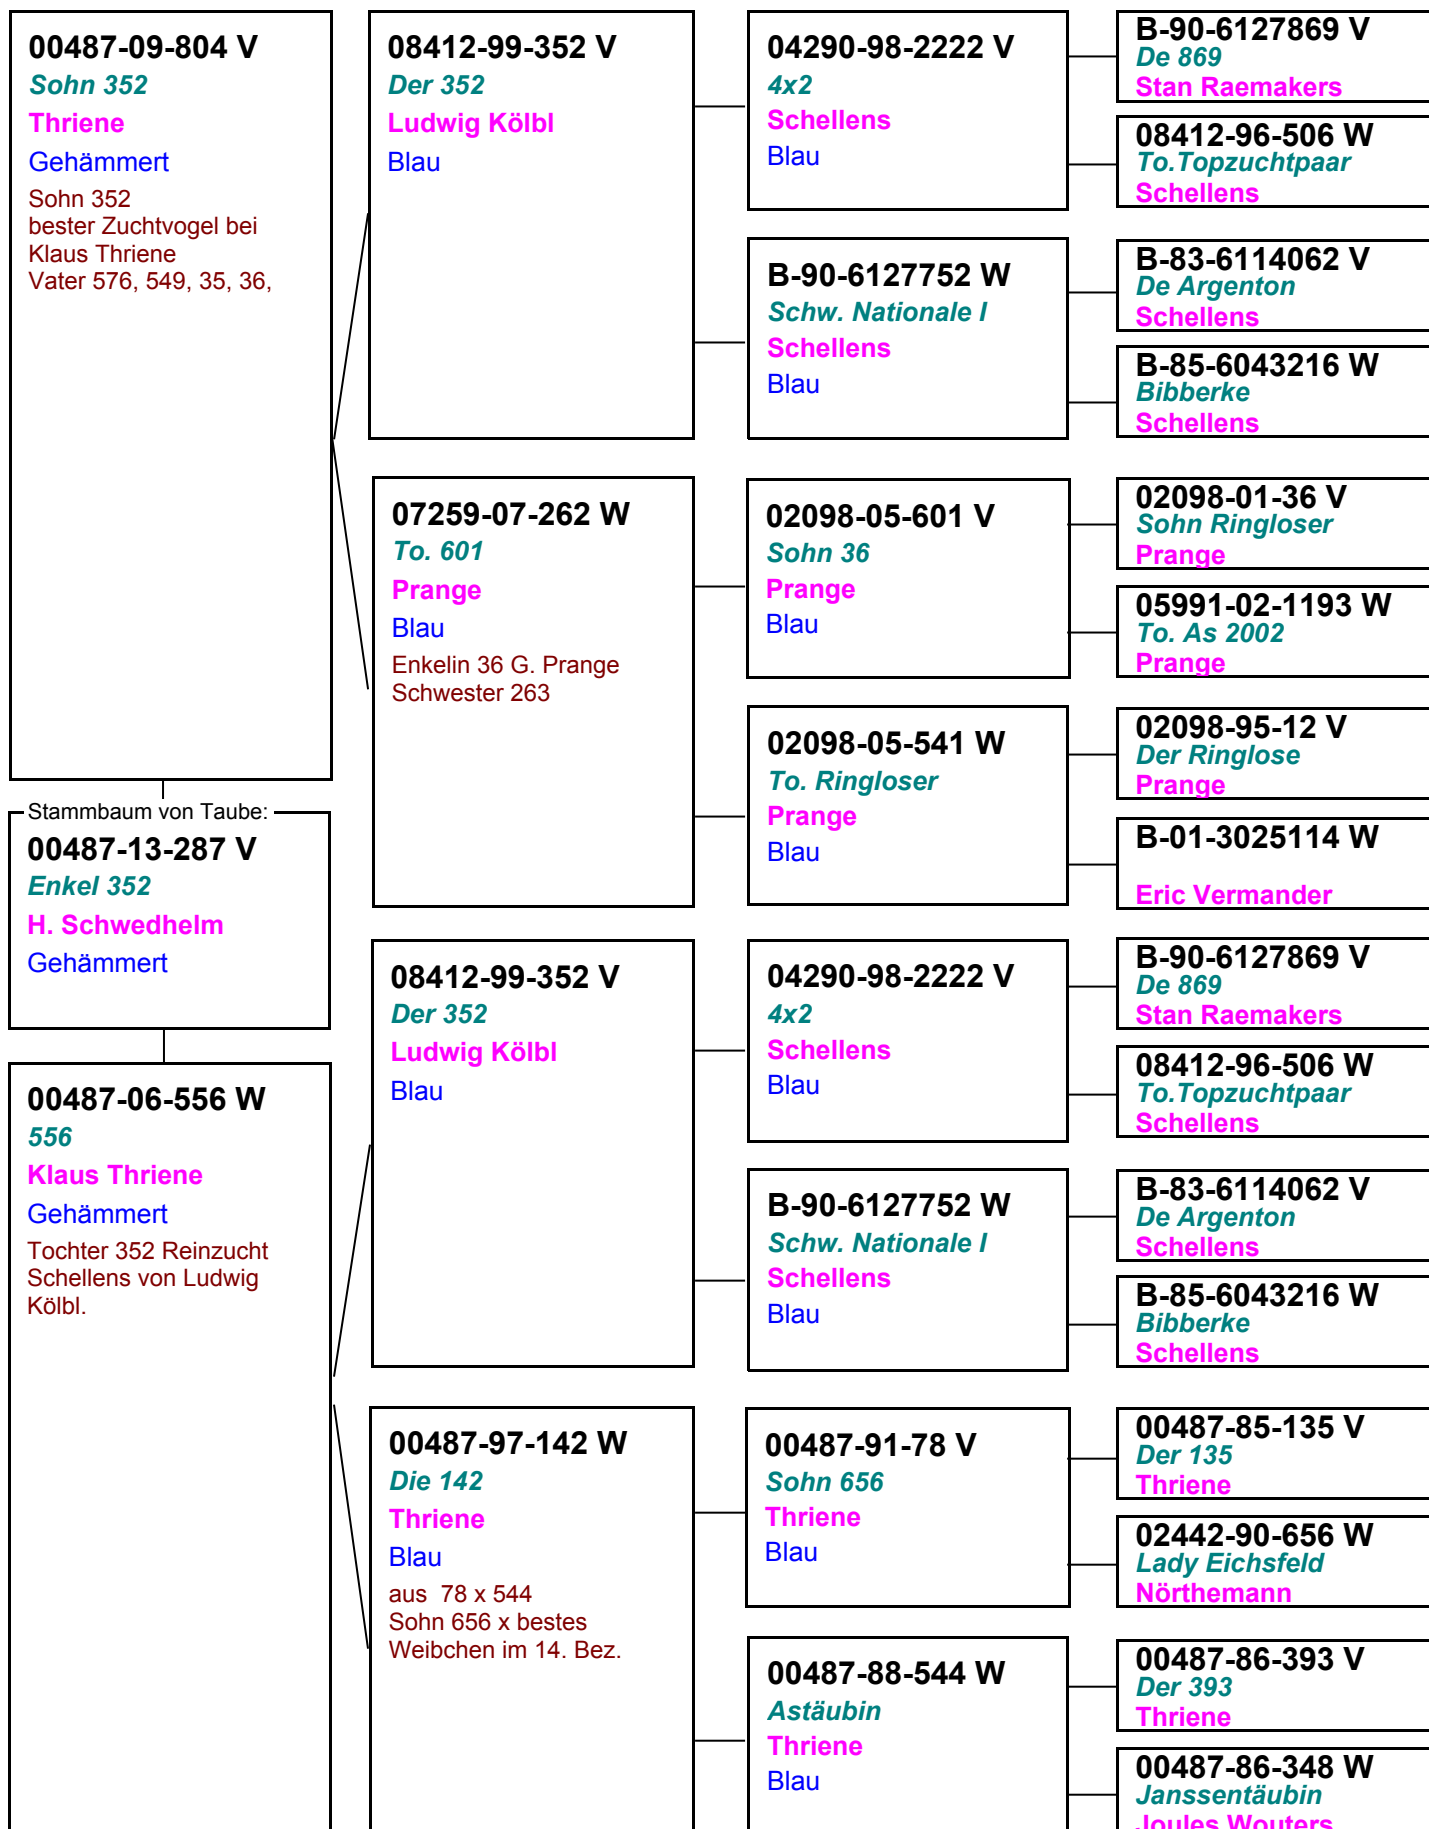 00487-09-804 V
Sohn 352
Thriene
Gehämmert
Sohn 352
bester Zuchtvogel bei
Klaus Thriene
Vater 576, 549, 35, 36,
Stammbaum von Taube:
00487-13-287 V
Enkel 352
H. Schwedhelm
Gehämmert
00487-06-556 W
556
Klaus Thriene
Gehämmert
Tochter 352 Reinzucht
Schellens von Ludwig
Kölbl.
08412-99-352 V
Der 352
Ludwig Kölbl
Blau
07259-07-262 W
To. 601
Prange
Blau
Enkelin 36 G. Prange
Schwester 263
08412-99-352 V
Der 352
Ludwig Kölbl
Blau
00487-97-142 W
Die 142
Thriene
Blau
aus  78 x 544
Sohn 656 x bestes
Weibchen im 14. Bez.
04290-98-2222 V
4x2
Schellens
Blau
B-90-6127752 W
Schw. Nationale I
Schellens
Blau
02098-05-601 V
Sohn 36
Prange
Blau
02098-05-541 W
To. Ringloser
Prange
Blau
04290-98-2222 V
4x2
Schellens
Blau
B-90-6127752 W
Schw. Nationale I
Schellens
Blau
00487-91-78 V
Sohn 656
Thriene
Blau
00487-88-544 W
Astäubin
Thriene
Blau
B-90-6127869 V
De 869
Stan Raemakers
08412-96-506 W
To.Topzuchtpaar
Schellens
B-83-6114062 V
De Argenton
Schellens
B-85-6043216 W
Bibberke
Schellens
02098-01-36 V
Sohn Ringloser
Prange
05991-02-1193 W
To. As 2002
Prange
02098-95-12 V
Der Ringlose
Prange
B-01-3025114 W
Eric Vermander
B-90-6127869 V
De 869
Stan Raemakers
08412-96-506 W
To.Topzuchtpaar
Schellens
B-83-6114062 V
De Argenton
Schellens
B-85-6043216 W
Bibberke
Schellens
00487-85-135 V
Der 135
Thriene
02442-90-656 W
Lady Eichsfeld
Nörthemann
00487-86-393 V
Der 393
Thriene
00487-86-348 W
Janssentäubin
Joules Wouters